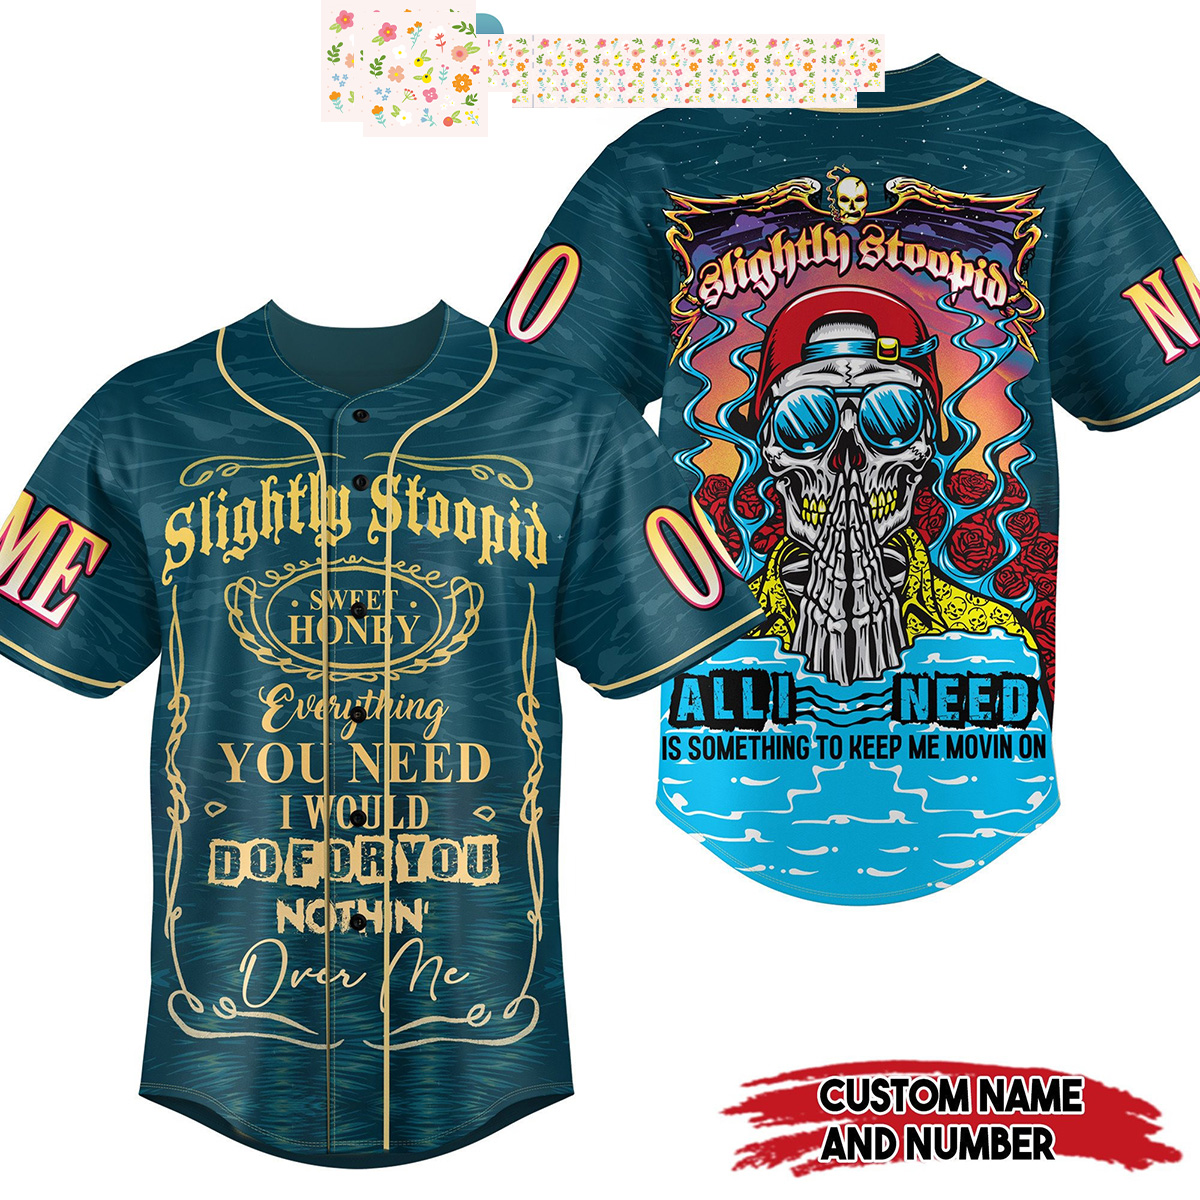 Slightly Stoopid
SWEET
HONEY
Everything
YOU NEED
I WOULD
DO FOR YOU
NOTHIN'
Over Me
ME
00
0
NA
slightly stoopid
ALL I NEED
IS SOMETHING TO KEEP ME MOVIN ON
CUSTOM NAME
AND NUMBER